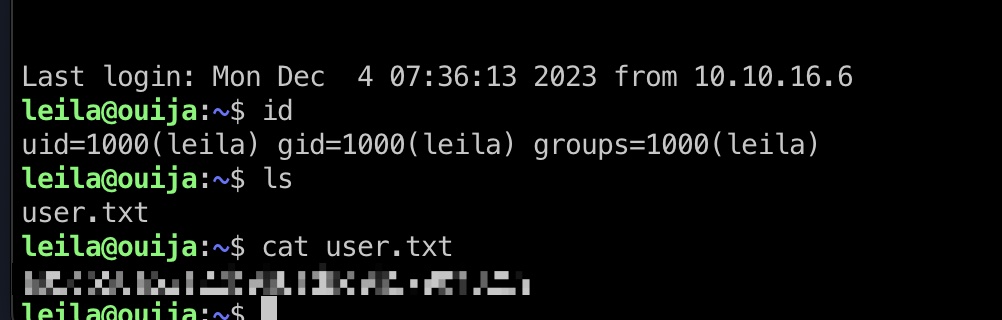 Last login: Mon Dec  4 07:36:13 2023 from 10.10.16.6
leila@ouija:~$ id
uid=1000(leila) gid=1000(leila) groups=1000(leila)
leila@ouija:~$ ls
user.txt
leila@ouija:~$ cat user.txt
leila@ouija:~$